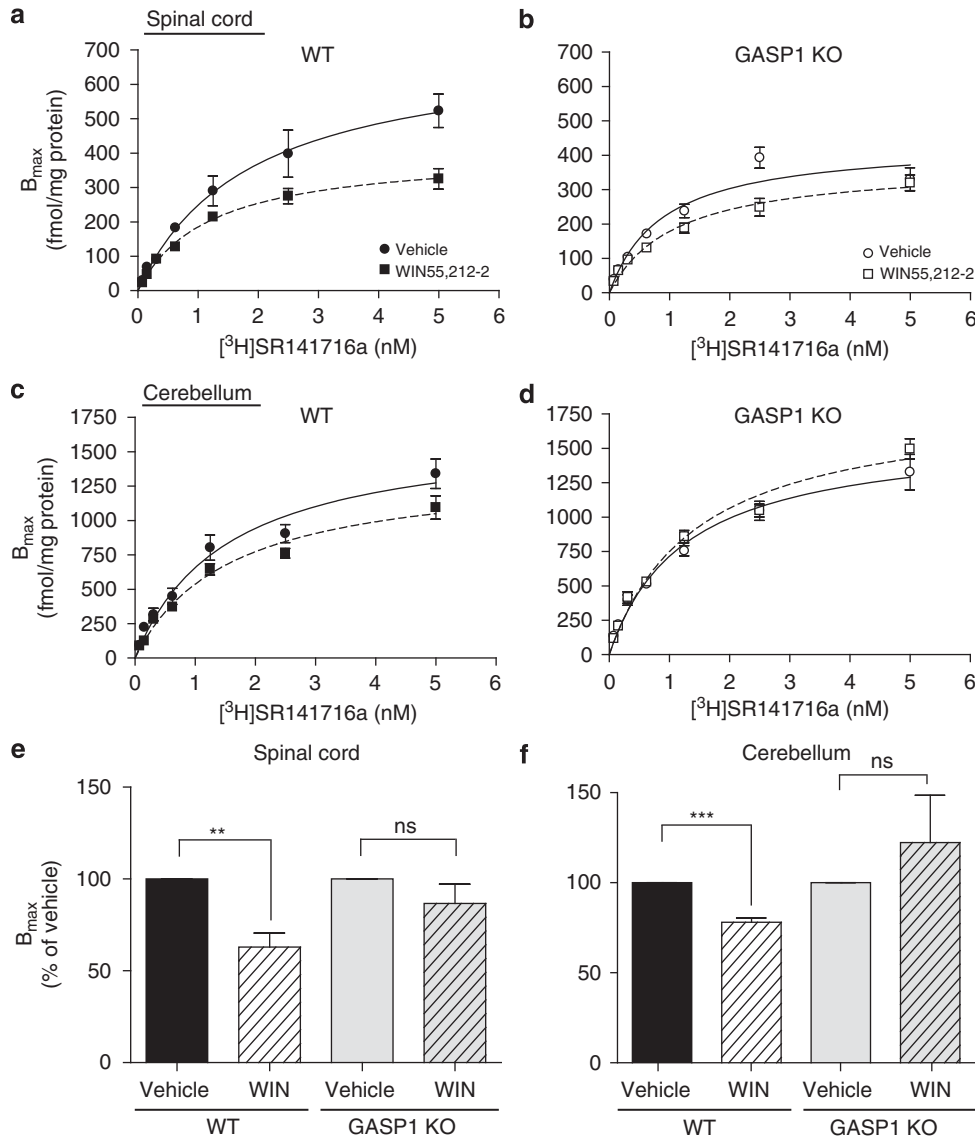 a
Spinal cord
WT
B_max
(fmol/mg protein)
700
600
500
400
300
200
100
0
0 1 2 3 4 5 6
Vehicle
WIN55,212-2
[³H]SR141716a (nM)
b
GASP1 KO
700
600
500
400
300
200
100
0
0 1 2 3 4 5 6
Vehicle
WIN55,212-2
[³H]SR141716a (nM)
c
Cerebellum
WT
B_max
(fmol/mg protein)
1750
1500
1250
1000
750
500
250
0
0 1 2 3 4 5 6
[³H]SR141716a (nM)
d
GASP1 KO
1750
1500
1250
1000
750
500
250
0
0 1 2 3 4 5 6
[³H]SR141716a (nM)
e
Spinal cord
B_max
(% of vehicle)
150
100
50
0
**
ns
Vehicle WIN Vehicle WIN
WT GASP1 KO
f
Cerebellum
150
100
50
0
***
ns
Vehicle WIN Vehicle WIN
WT GASP1 KO